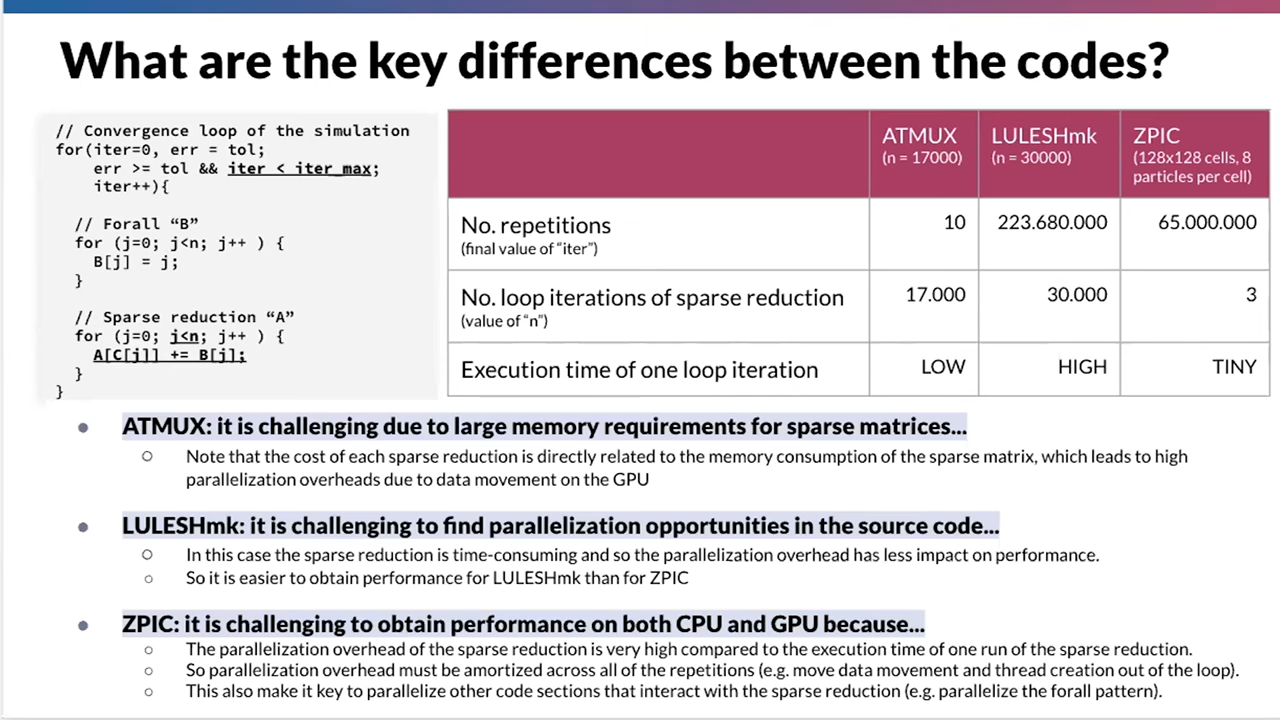 What are the key differences between the codes?
// Convergence loop of the simulation
for(iter=0, err = tol;
err >= tol && iter < iter_max;
iter++){
// Forall “B”
for (j=0; j<n; j++ ) {
B[j] = j;
}
// Sparse reduction “A”
for (j=0; j<n; j++ ) {
A[C[j]] += B[j];
}
}
ATMUX LULESHmk ZPIC
(n = 17000) (n = 30000) (128x128 cells, 8
particles per cell)
No. repetitions 10 223.680.000 65.000.000
(final value of “iter”)
No. loop iterations of sparse reduction 17.000 30.000 3
(value of “n”)
Execution time of one loop iteration LOW HIGH TINY
● ATMUX: it is challenging due to large memory requirements for sparse matrices...
○ Note that the cost of each sparse reduction is directly related to the memory consumption of the sparse matrix, which leads to high
parallelization overheads due to data movement on the GPU
● LULESHmk: it is challenging to find parallelization opportunities in the source code...
○ In this case the sparse reduction is time-consuming and so the parallelization overhead has less impact on performance.
○ So it is easier to obtain performance for LULESHmk than for ZPIC
● ZPIC: it is challenging to obtain performance on both CPU and GPU because...
○ The parallelization overhead of the sparse reduction is very high compared to the execution time of one run of the sparse reduction.
○ So parallelization overhead must be amortized across all of the repetitions (e.g. move data movement and thread creation out of the loop).
○ This also make it key to parallelize other code sections that interact with the sparse reduction (e.g. parallelize the forall pattern).